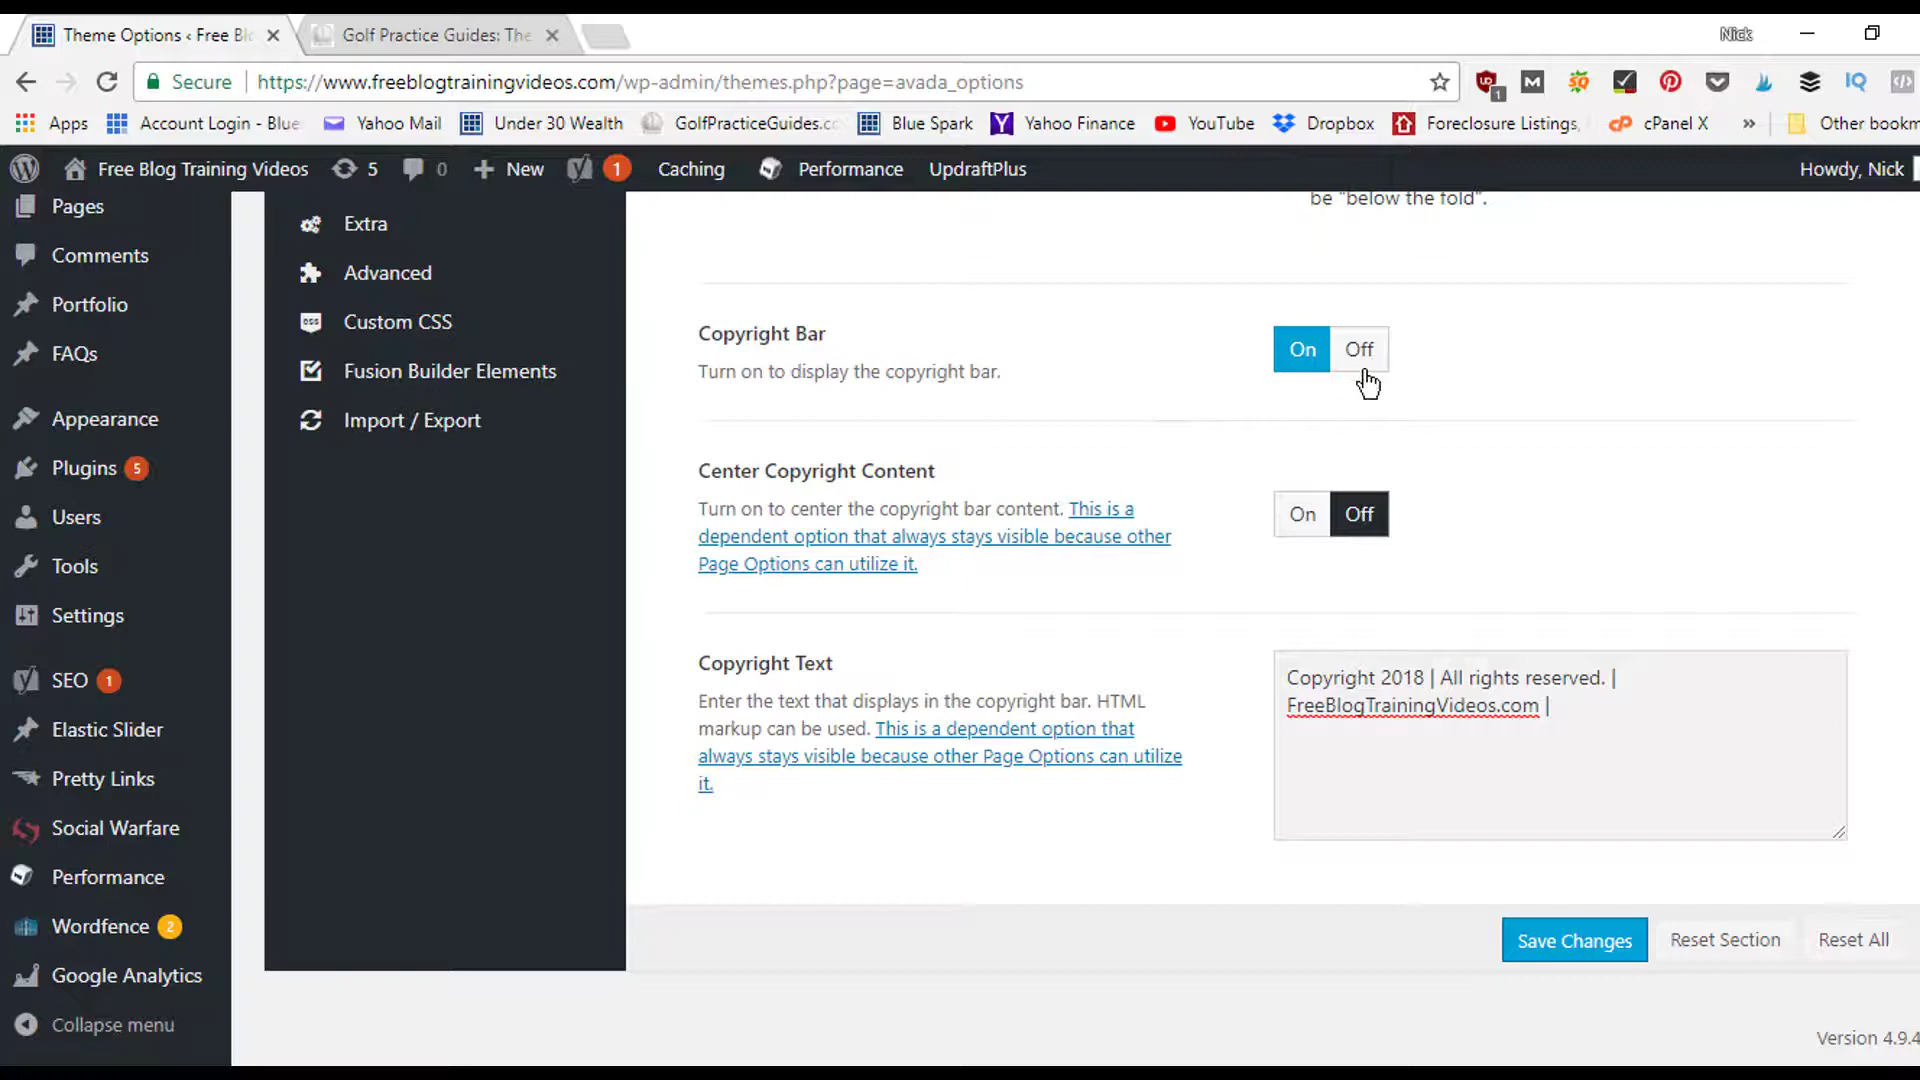 Theme Options ‹ Free Blo
Golf Practice Guides: The
Nick
Secure
https://www.freeblogtrainingvideos.com/wp-admin/themes.php?page=avada_options
Apps
Account Login - Blue
Yahoo Mail
Under 30 Wealth
GolfPracticeGuides.co
Blue Spark
Yahoo Finance
YouTube
Dropbox
Foreclosure Listings,
cPanel X
»
Other bookm
Free Blog Training Videos
5
0
New
1
Caching
Performance
UpdraftPlus
Howdy, Nick
Pages
Comments
Portfolio
FAQs
Appearance
Plugins 5
Users
Tools
Settings
SEO 1
Elastic Slider
Pretty Links
Social Warfare
Performance
Wordfence 2
Google Analytics
Collapse menu
Extra
Advanced
Custom CSS
Fusion Builder Elements
Import / Export
be "below the fold".
Copyright Bar
Turn on to display the copyright bar.
On Off
Center Copyright Content
Turn on to center the copyright bar content. This is a
dependent option that always stays visible because other
Page Options can utilize it.
On Off
Copyright Text
Enter the text that displays in the copyright bar. HTML
markup can be used. This is a dependent option that
always stays visible because other Page Options can utilize
it.
Copyright 2018 | All rights reserved. |
FreeBlogTrainingVideos.com |
Save Changes
Reset Section
Reset All
Version 4.9.4